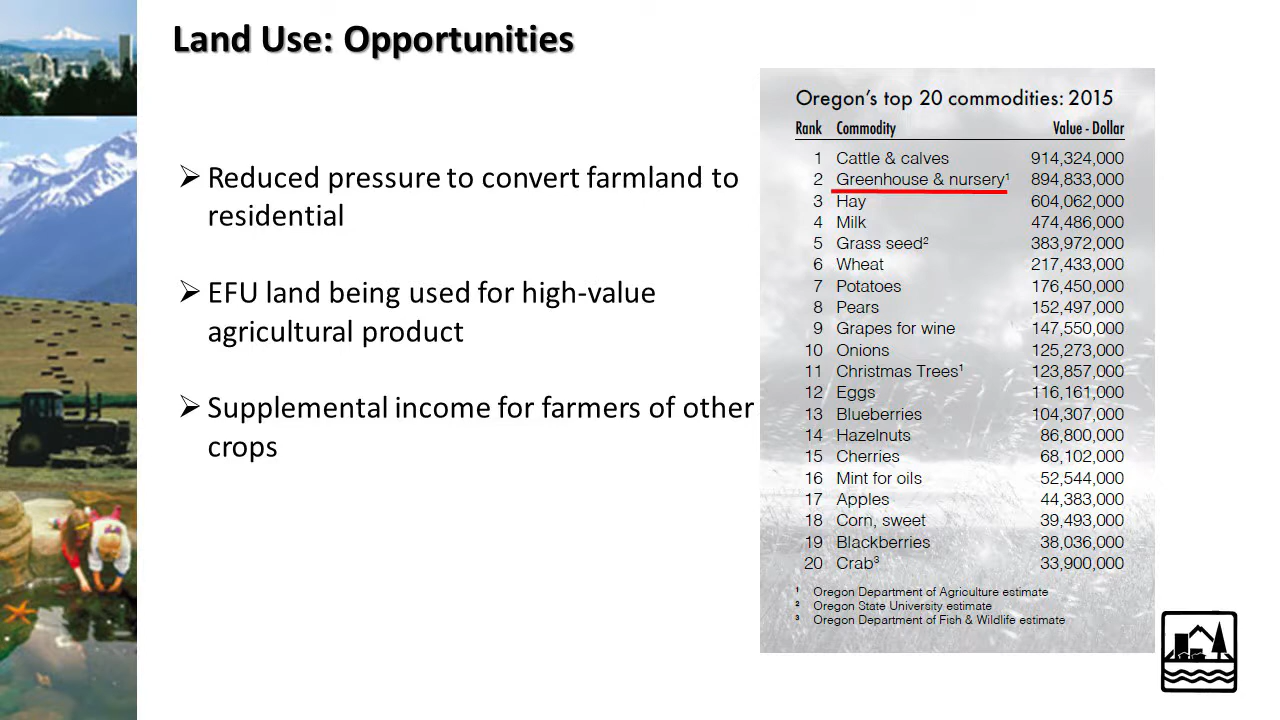 Land Use: Opportunities
➢ Reduced pressure to convert farmland to
residential
➢ EFU land being used for high-value
agricultural product
➢ Supplemental income for farmers of other
crops
Oregon's top 20 commodities: 2015
Rank Commodity Value - Dollar
1 Cattle & calves 914,324,000
2 Greenhouse & nursery¹ 894,833,000
3 Hay 604,062,000
4 Milk 474,486,000
5 Grass seed² 383,972,000
6 Wheat 217,433,000
7 Potatoes 176,450,000
8 Pears 152,497,000
9 Grapes for wine 147,550,000
10 Onions 125,273,000
11 Christmas Trees¹ 123,857,000
12 Eggs 116,161,000
13 Blueberries 104,307,000
14 Hazelnuts 86,800,000
15 Cherries 68,102,000
16 Mint for oils 52,544,000
17 Apples 44,383,000
18 Corn, sweet 39,493,000
19 Blackberries 38,036,000
20 Crab³ 33,900,000
¹ Oregon Department of Agriculture estimate
² Oregon State University estimate
³ Oregon Department of Fish & Wildlife estimate